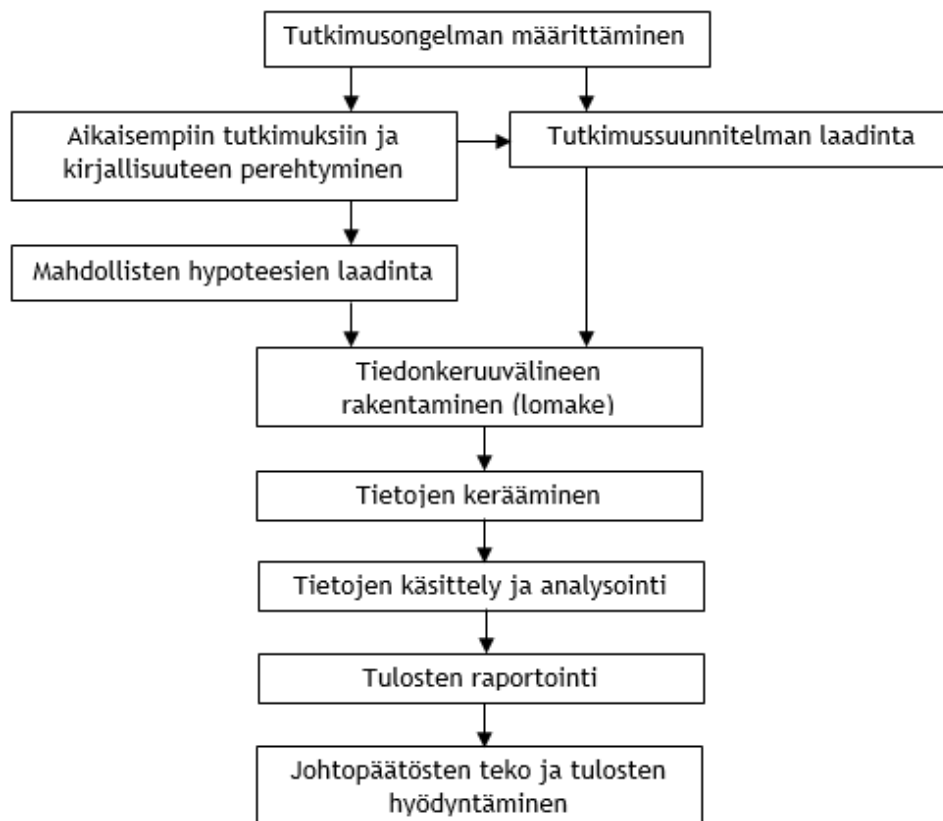 Tutkimusongelman määrittäminen
Aikaisempiin tutkimuksiin ja
kirjallisuuteen perehtyminen
Tutkimussuunnitelman laadinta
Mahdollisten hypoteesien laadinta
Tiedonkeruuvälineen
rakentaminen (lomake)
Tietojen kerääminen
Tietojen käsittely ja analysointi
Tulosten raportointi
Johtopäätösten teko ja tulosten
hyödyntäminen